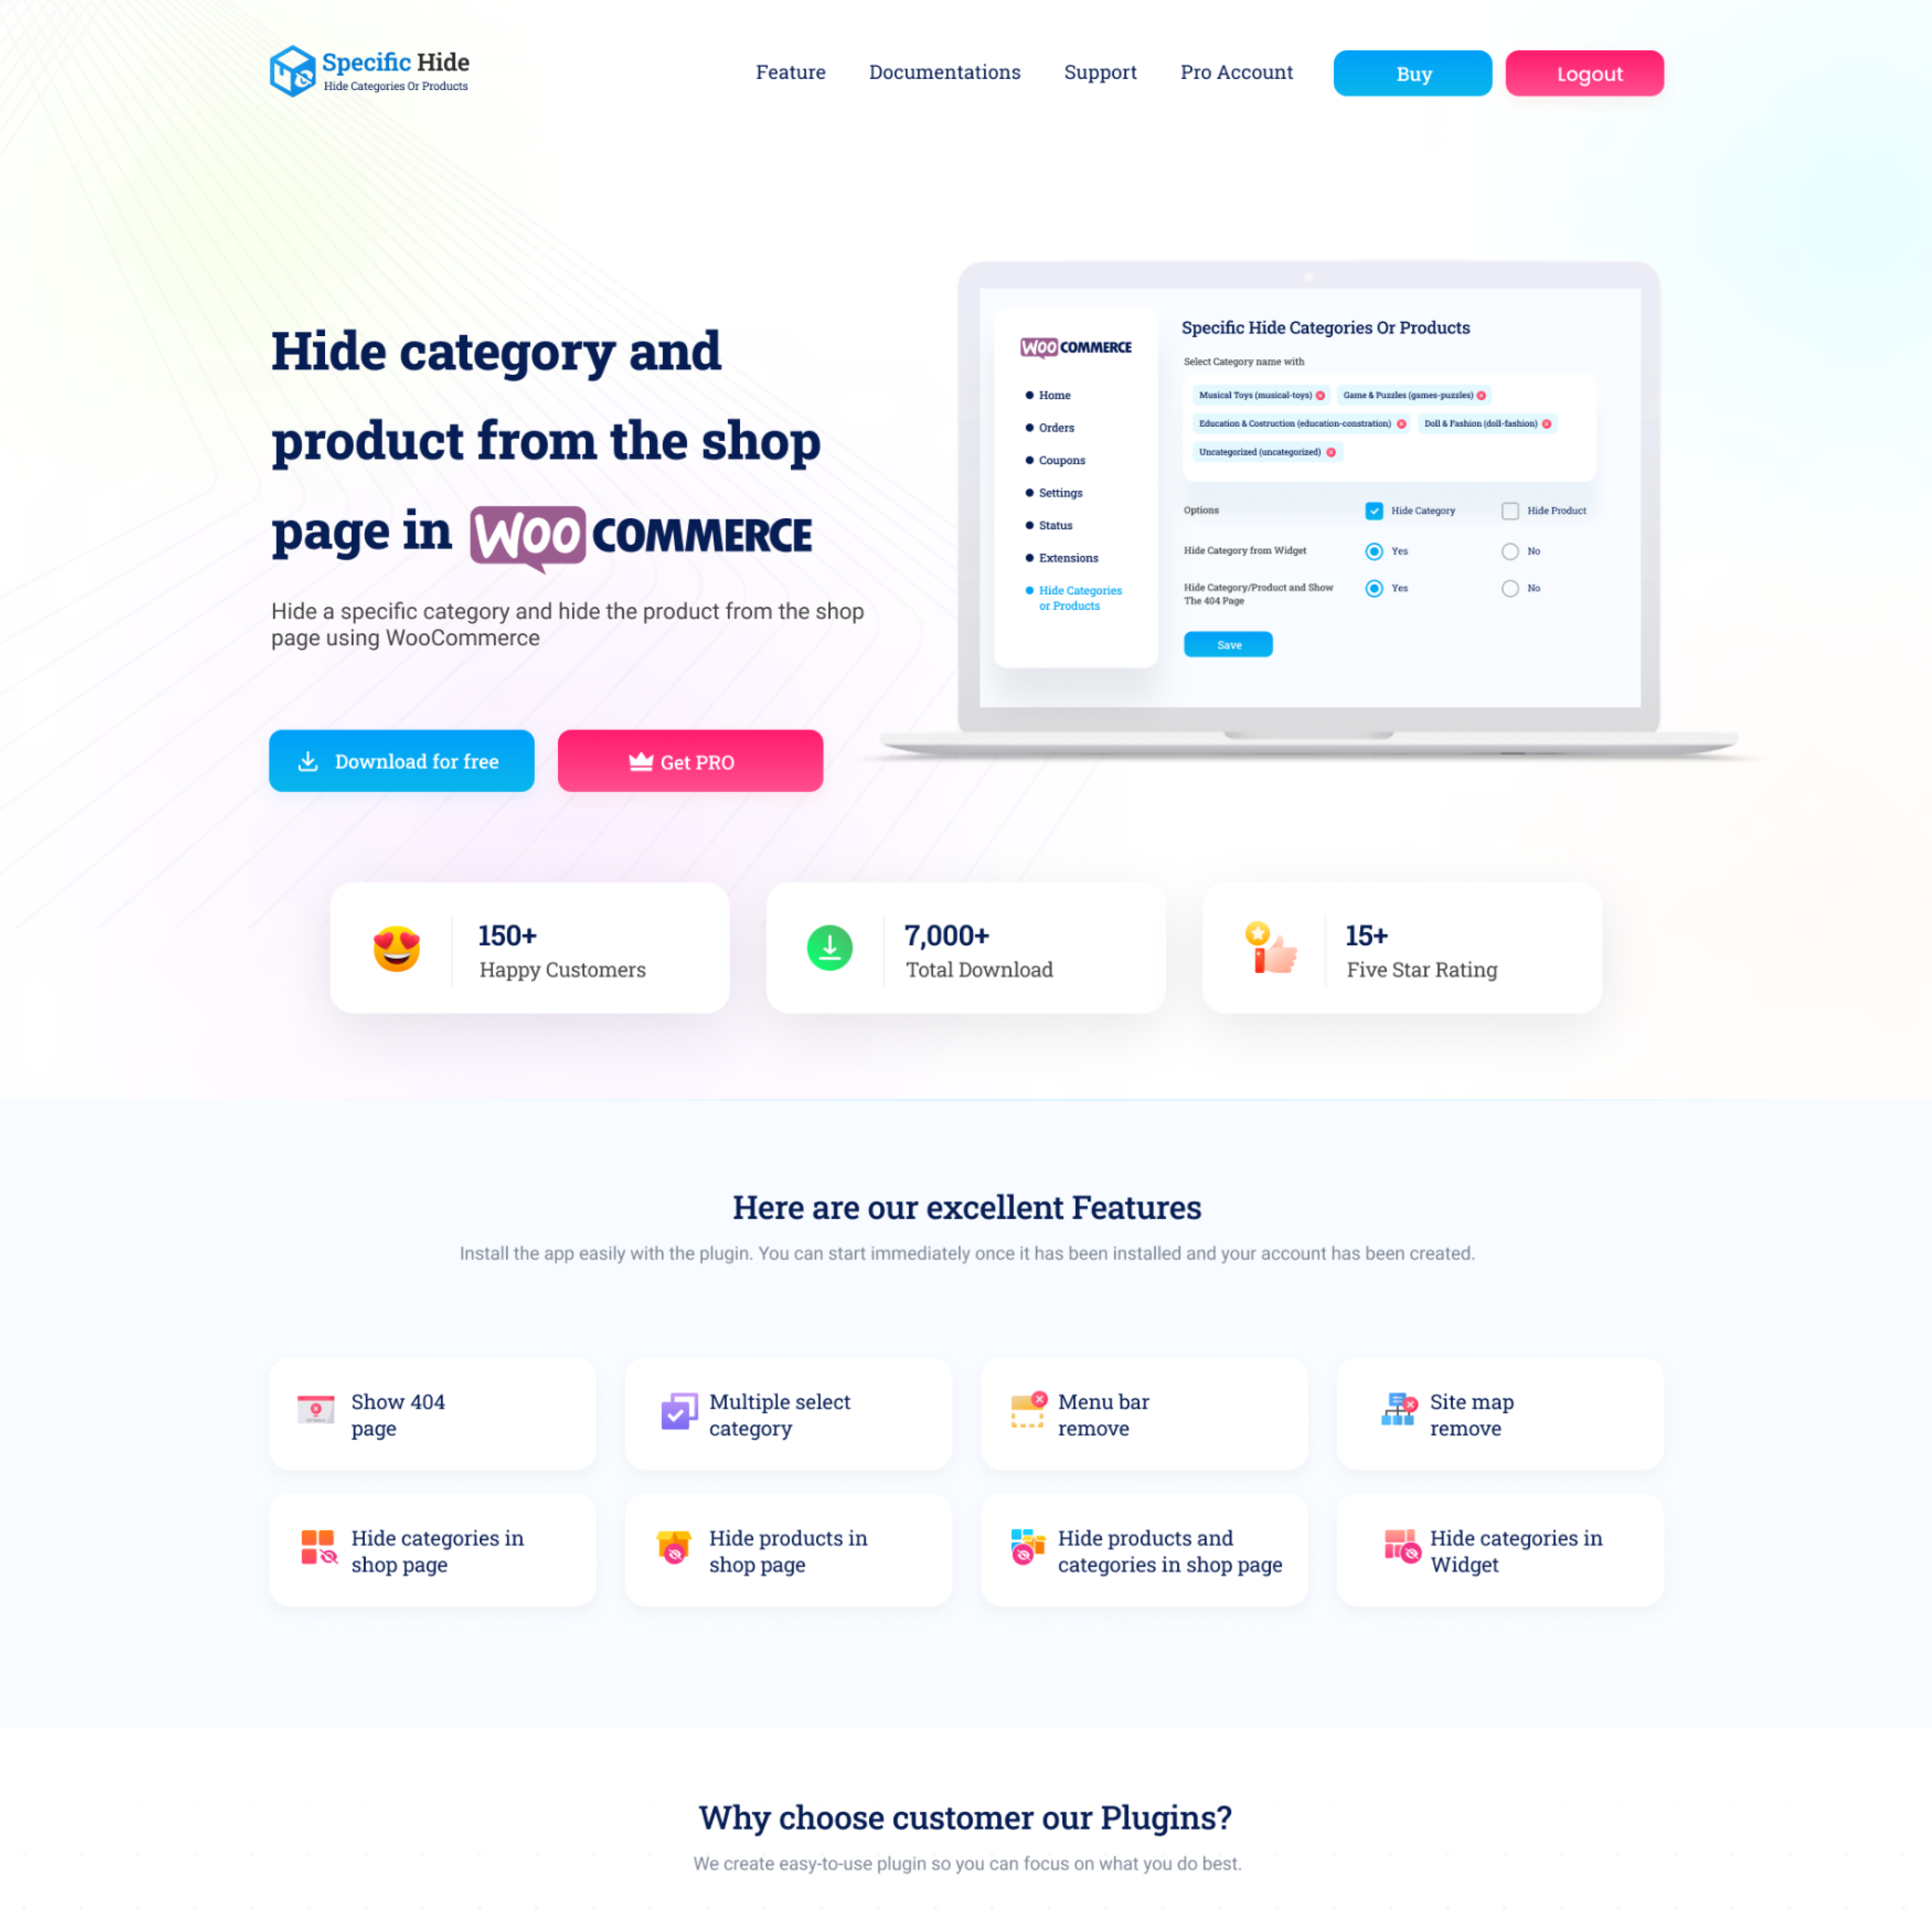 Specific Hide
Hide Categories Or Products
Feature
Documentations
Support
Pro Account
Buy
Logout
Hide category and
product from the shop
page in WOO COMMERCE
Hide a specific category and hide the product from the shop
page using WooCommerce
Download for free
Get PRO
WOO COMMERCE
Home
Orders
Coupons
Settings
Status
Extensions
Hide Categories
or Products
Specific Hide Categories Or Products
Select Category name with
Musical Toys (musical-toys)
Game & Puzzles (games-puzzles)
Education & Costruction (education-constration)
Doll & Fashion (doll-fashion)
Uncategorized (uncategorized)
Options
Hide Category
Hide Product
Hide Category from Widget
Yes
No
Hide Category/Product and Show
The 404 Page
Yes
No
Save
150+
Happy Customers
7,000+
Total Download
15+
Five Star Rating
Here are our excellent Features
Install the app easily with the plugin. You can start immediately once it has been installed and your account has been created.
Show 404
page
Multiple select
category
Menu bar
remove
Site map
remove
Hide categories in
shop page
Hide products in
shop page
Hide products and
categories in shop page
Hide categories in
Widget
Why choose customer our Plugins?
We create easy-to-use plugin so you can focus on what you do best.